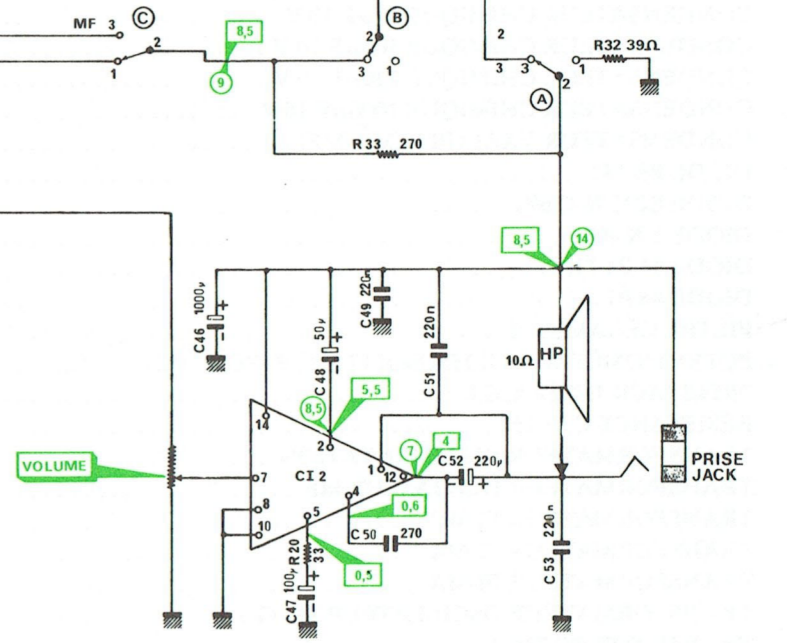 MF 3
C
2
1
8,5
9
B
2
3
1
2
3
3
2
1
A
R32 39Ω
R 33 270
8,5
14
C46 1000µ
+
-
C48 50µ
+
-
C49 220n
C51 220n
10Ω
HP
8,5
5,5
14
2
VOLUME
7
CI 2
1
12
7
4
C 52 220µ
-
+
PRISE
JACK
8
10
4
5
0,6
C 50 270
R20 33
0,5
C47 100µ
+
-
C 53 220n